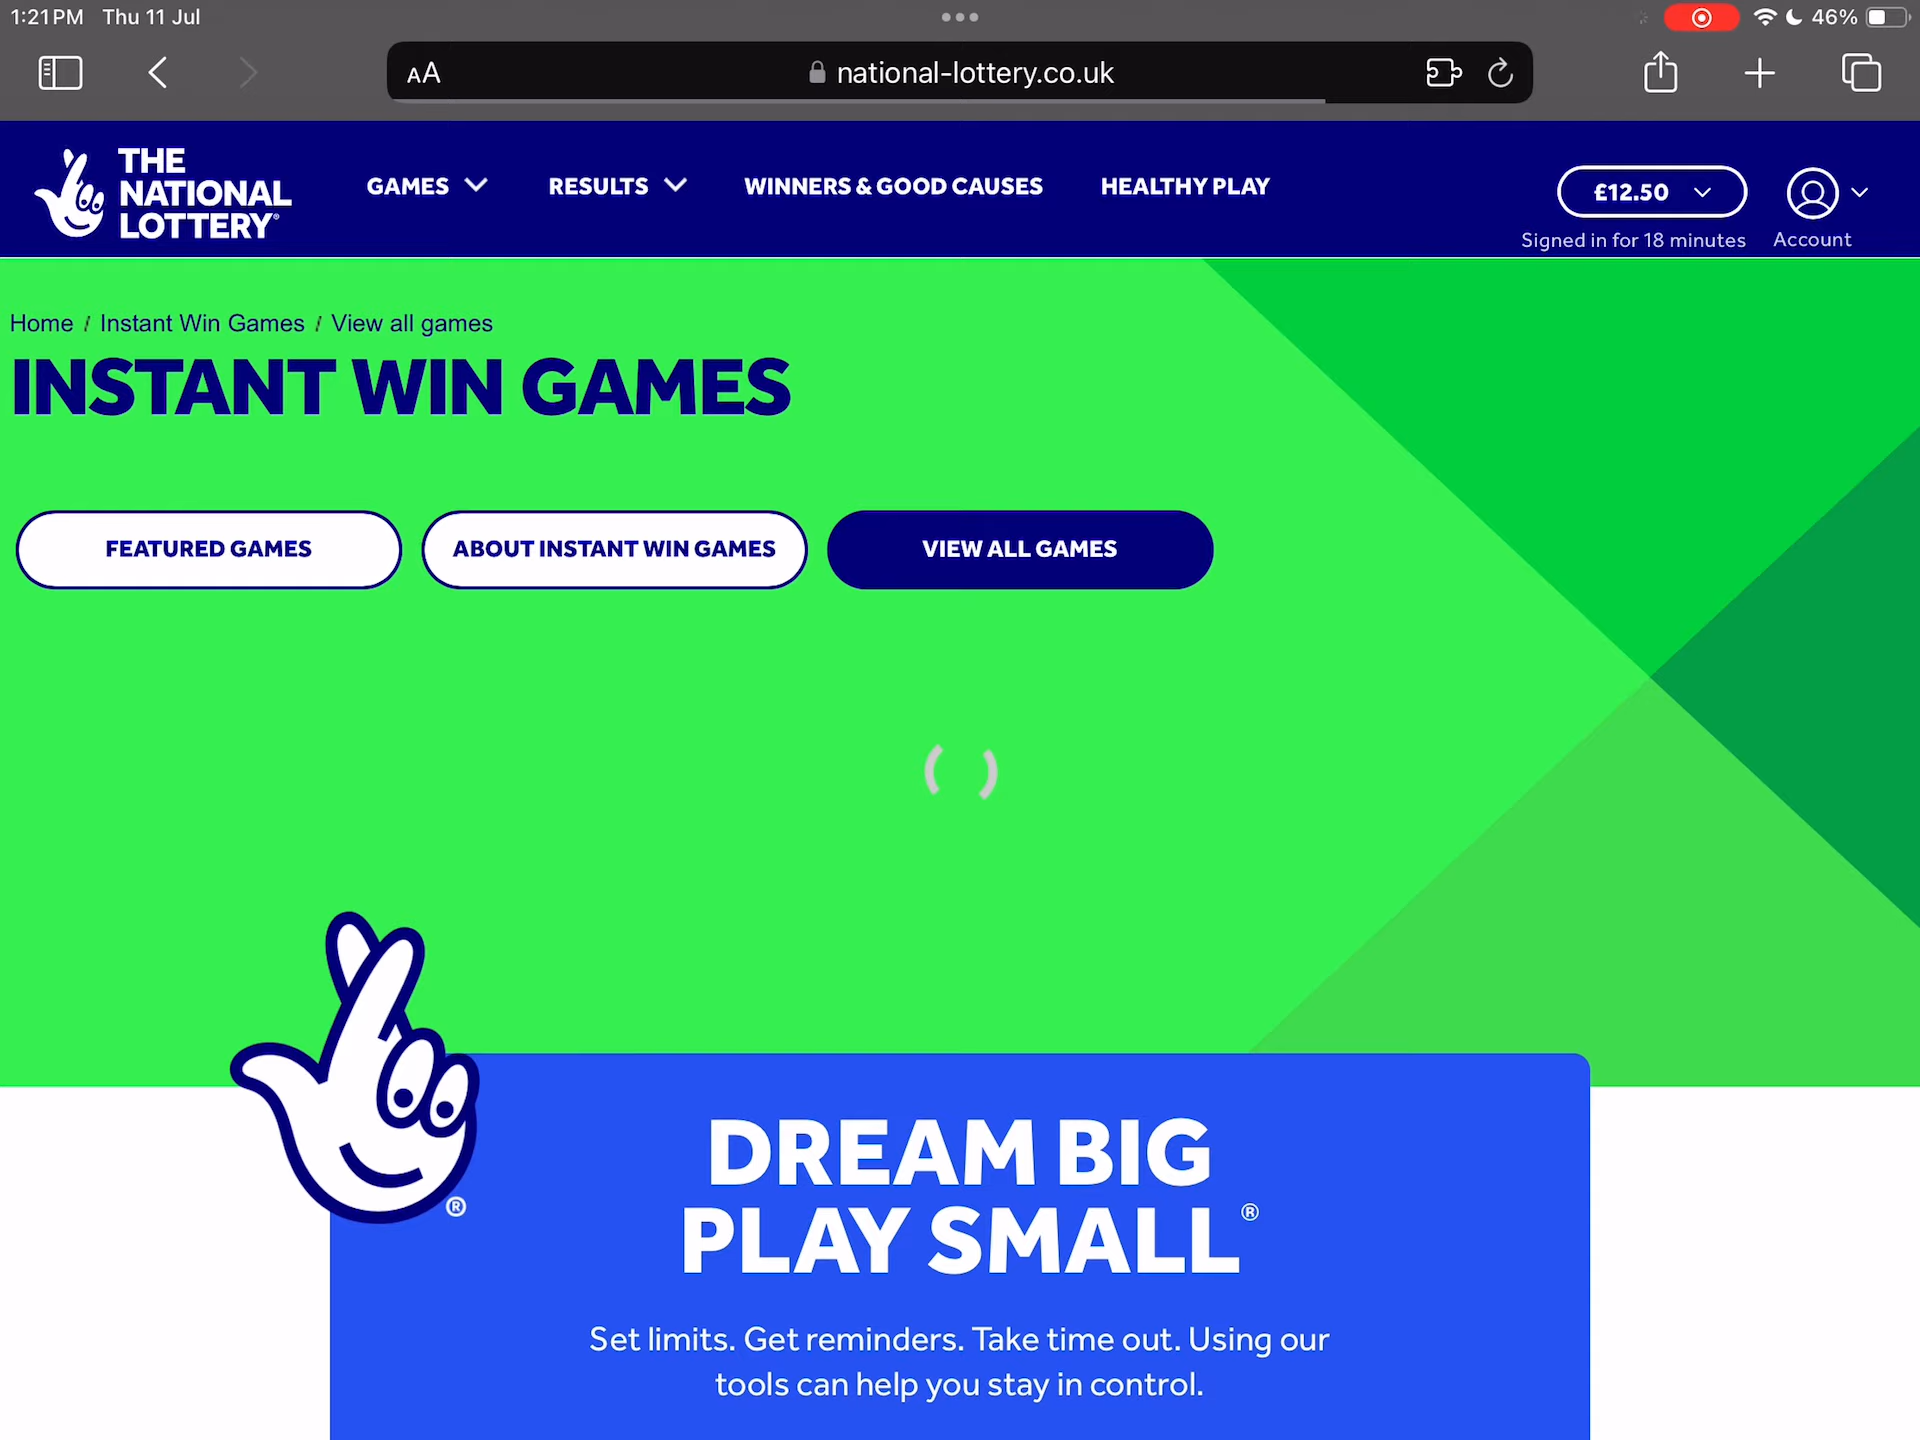 1:21 PM Thu 11 Jul
46%
AA
national-lottery.co.uk
THE
NATIONAL
LOTTERY®
GAMES
RESULTS
WINNERS & GOOD CAUSES
HEALTHY PLAY
£12.50
Signed in for 18 minutes
Account
Home / Instant Win Games / View all games
INSTANT WIN GAMES
FEATURED GAMES
ABOUT INSTANT WIN GAMES
VIEW ALL GAMES
®
DREAM BIG
PLAY SMALL®
Set limits. Get reminders. Take time out. Using our
tools can help you stay in control.